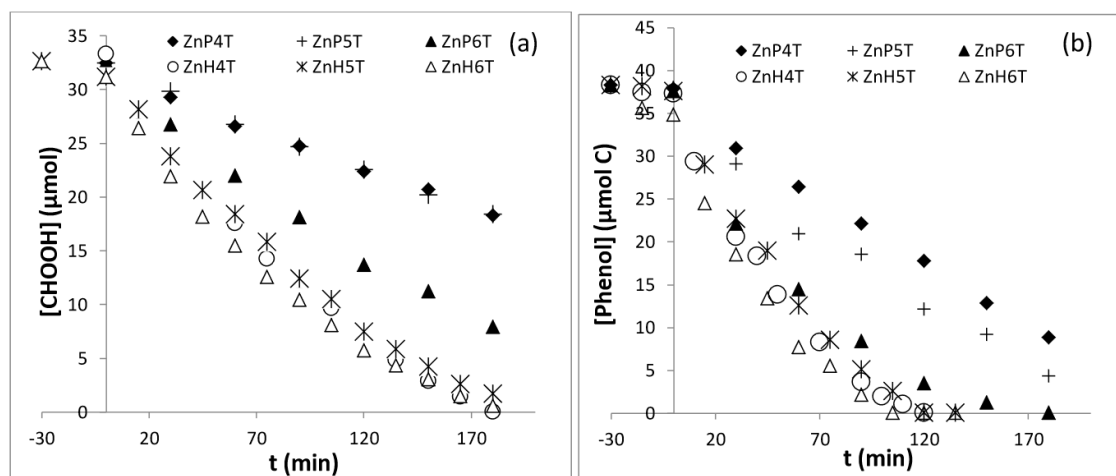 (a)
ZnP4T ZnP5T ZnP6T
ZnH4T ZnH5T ZnH6T
35
30
25
20
15
10
5
0
-30 20 70 120 170
[CHOOH] (μmol)
t (min)
(b)
ZnP4T ZnP5T ZnP6T
ZnH4T ZnH5T ZnH6T
45
40
35
30
25
20
15
10
5
0
-30 20 70 120 170
[Phenol] (μmol C)
t (min)